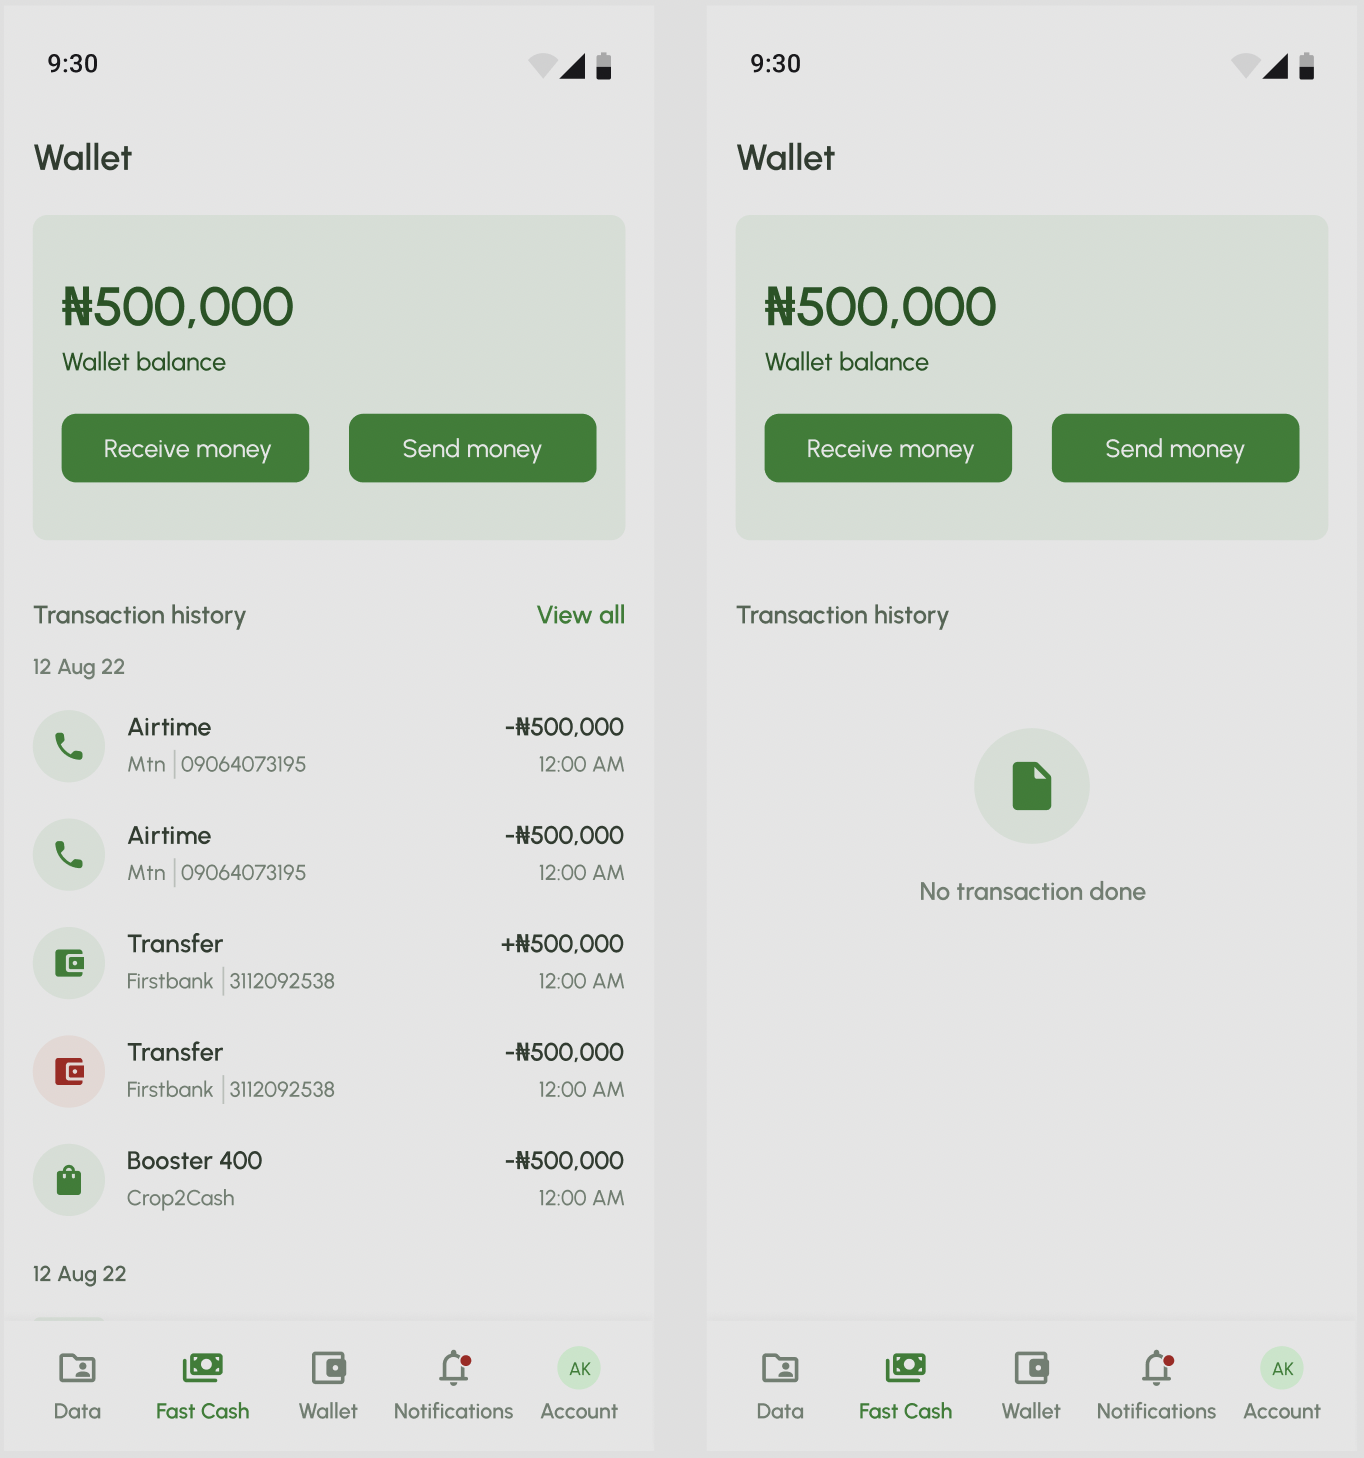 9:30
Wallet
₦500,000
Wallet balance
Receive money
Send money
Transaction history
View all
12 Aug 22
Airtime
-₦500,000
Mtn | 09064073195
12:00 AM
Airtime
-₦500,000
Mtn | 09064073195
12:00 AM
Transfer
+₦500,000
Firstbank | 3112092538
12:00 AM
Transfer
-₦500,000
Firstbank | 3112092538
12:00 AM
Booster 400
-₦500,000
Crop2Cash
12:00 AM
12 Aug 22
Data
Fast Cash
Wallet
Notifications
AK
Account
9:30
Wallet
₦500,000
Wallet balance
Receive money
Send money
Transaction history
No transaction done
Data
Fast Cash
Wallet
Notifications
AK
Account